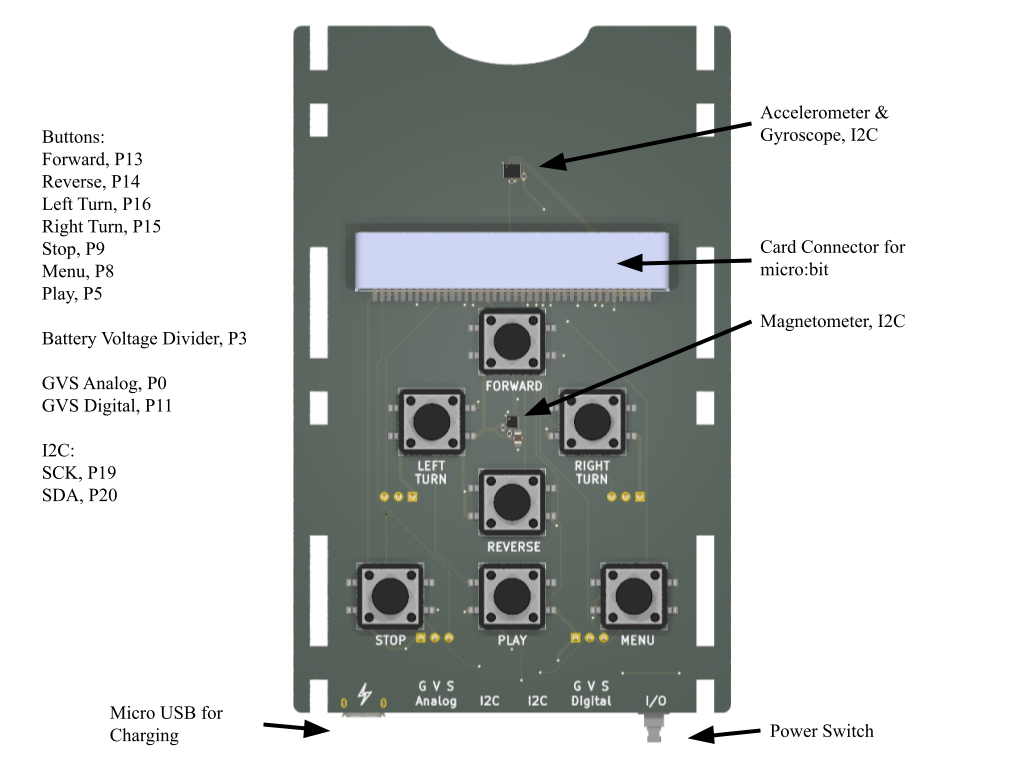 Buttons:
Forward, P13
Reverse, P14
Left Turn, P16
Right Turn, P15
Stop, P9
Menu, P8
Play, P5
Battery Voltage Divider, P3
GVS Analog, P0
GVS Digital, P11
I2C:
SCK, P19
SDA, P20
Accelerometer &
Gyroscope, I2C
Card Connector for
micro:bit
Magnetometer, I2C
FORWARD
LEFT
TURN
RIGHT
TURN
REVERSE
STOP
PLAY
MENU
G V S
Analog
I2C
I2C
G V S
Digital
I/O
Micro USB for
Charging
Power Switch